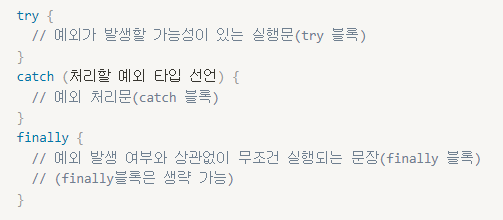 try {
// 예외가 발생할 가능성이 있는 실행문(try 블록)
}
catch (처리할 예외 타입 선언) {
// 예외 처리문(catch 블록)
}
finally {
// 예외 발생 여부와 상관없이 무조건 실행되는 문장(finally 블록)
// (finally블록은 생략 가능)
}